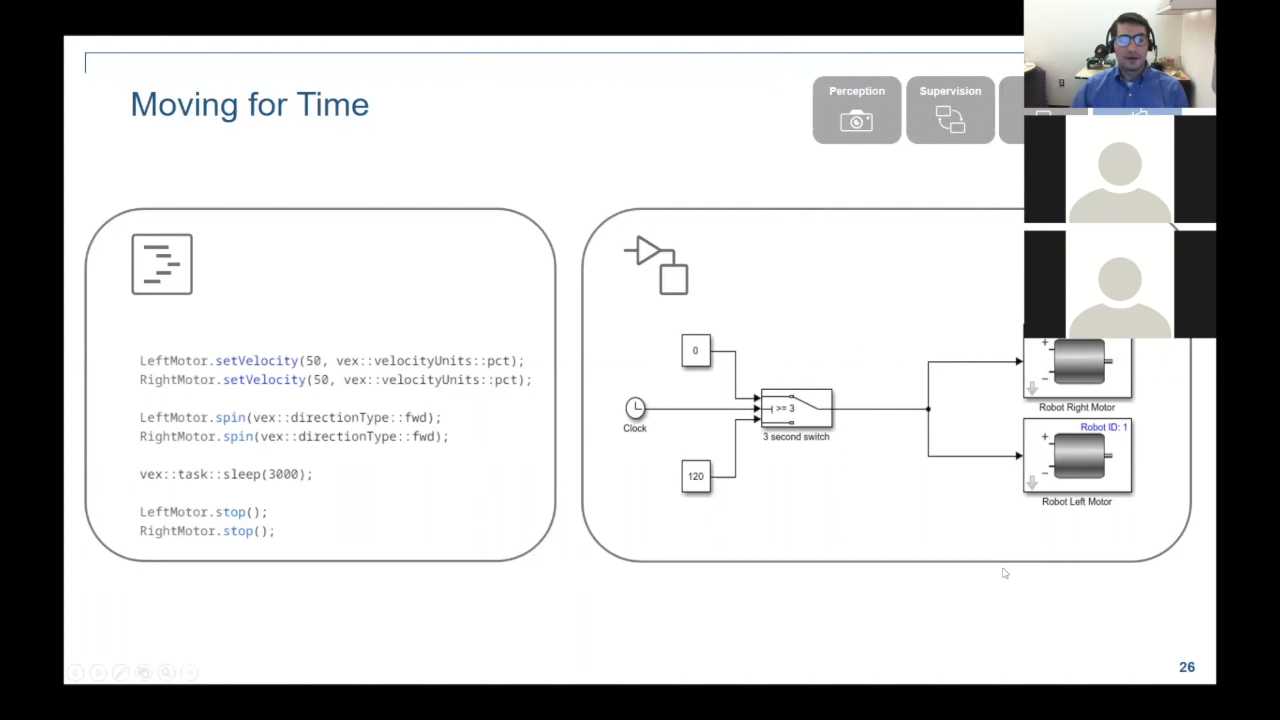 Moving for Time
Perception
Supervision
LeftMotor.setVelocity(50, vex::velocityUnits::pct);
RightMotor.setVelocity(50, vex::velocityUnits::pct);
LeftMotor.spin(vex::directionType::fwd);
RightMotor.spin(vex::directionType::fwd);
vex::task::sleep(3000);
LeftMotor.stop();
RightMotor.stop();
0
Clock
>= 3
3 second switch
120
Robot Right Motor
Robot ID: 1
Robot Left Motor
26